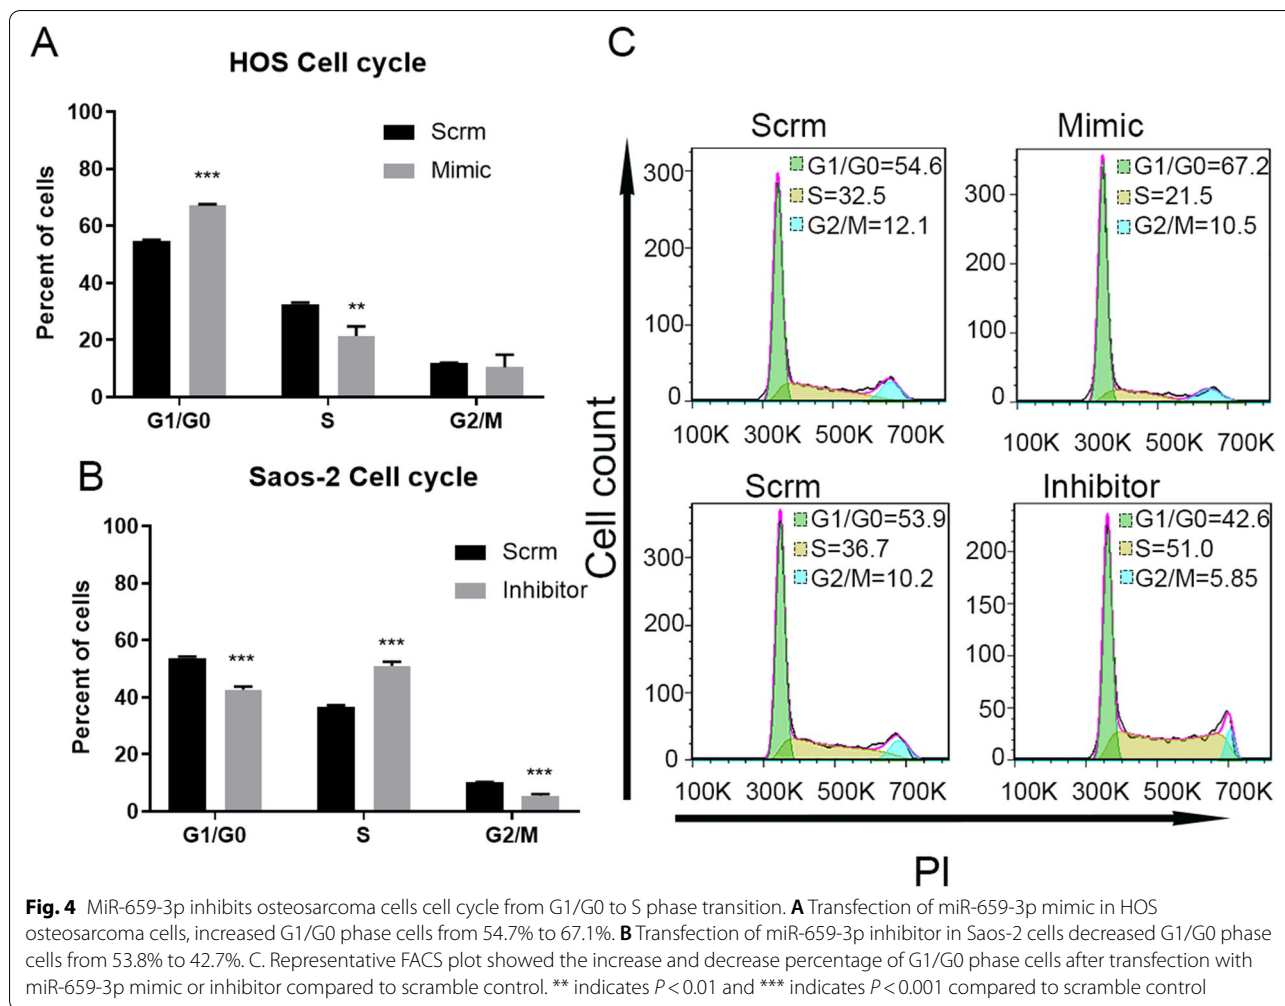 A
HOS Cell cycle
Percent of cells
100
80
60
40
20
0
Scrm
Mimic
***
**
G1/G0
S
G2/M
B
Saos-2 Cell cycle
Percent of cells
100
80
60
40
20
0
Scrm
Inhibitor
***
***
***
G1/G0
S
G2/M
C
Cell count
Scrm
300
200
100
0
G1/G0=54.6
S=32.5
G2/M=12.1
100K 300K 500K 700K
Mimic
300
200
100
0
G1/G0=67.2
S=21.5
G2/M=10.5
100K 300K 500K 700K
Scrm
300
200
100
0
G1/G0=53.9
S=36.7
G2/M=10.2
100K 300K 500K 700K
Inhibitor
200
150
100
50
0
G1/G0=42.6
S=51.0
G2/M=5.85
100K 300K 500K 700K
PI
Fig. 4 MiR-659-3p inhibits osteosarcoma cells cell cycle from G1/G0 to S phase transition. A Transfection of miR-659-3p mimic in HOS
osteosarcoma cells, increased G1/G0 phase cells from 54.7% to 67.1%. B Transfection of miR-659-3p inhibitor in Saos-2 cells decreased G1/G0 phase
cells from 53.8% to 42.7%. C. Representative FACS plot showed the increase and decrease percentage of G1/G0 phase cells after transfection with
miR-659-3p mimic or inhibitor compared to scramble control. ** indicates P < 0.01 and *** indicates P < 0.001 compared to scramble control